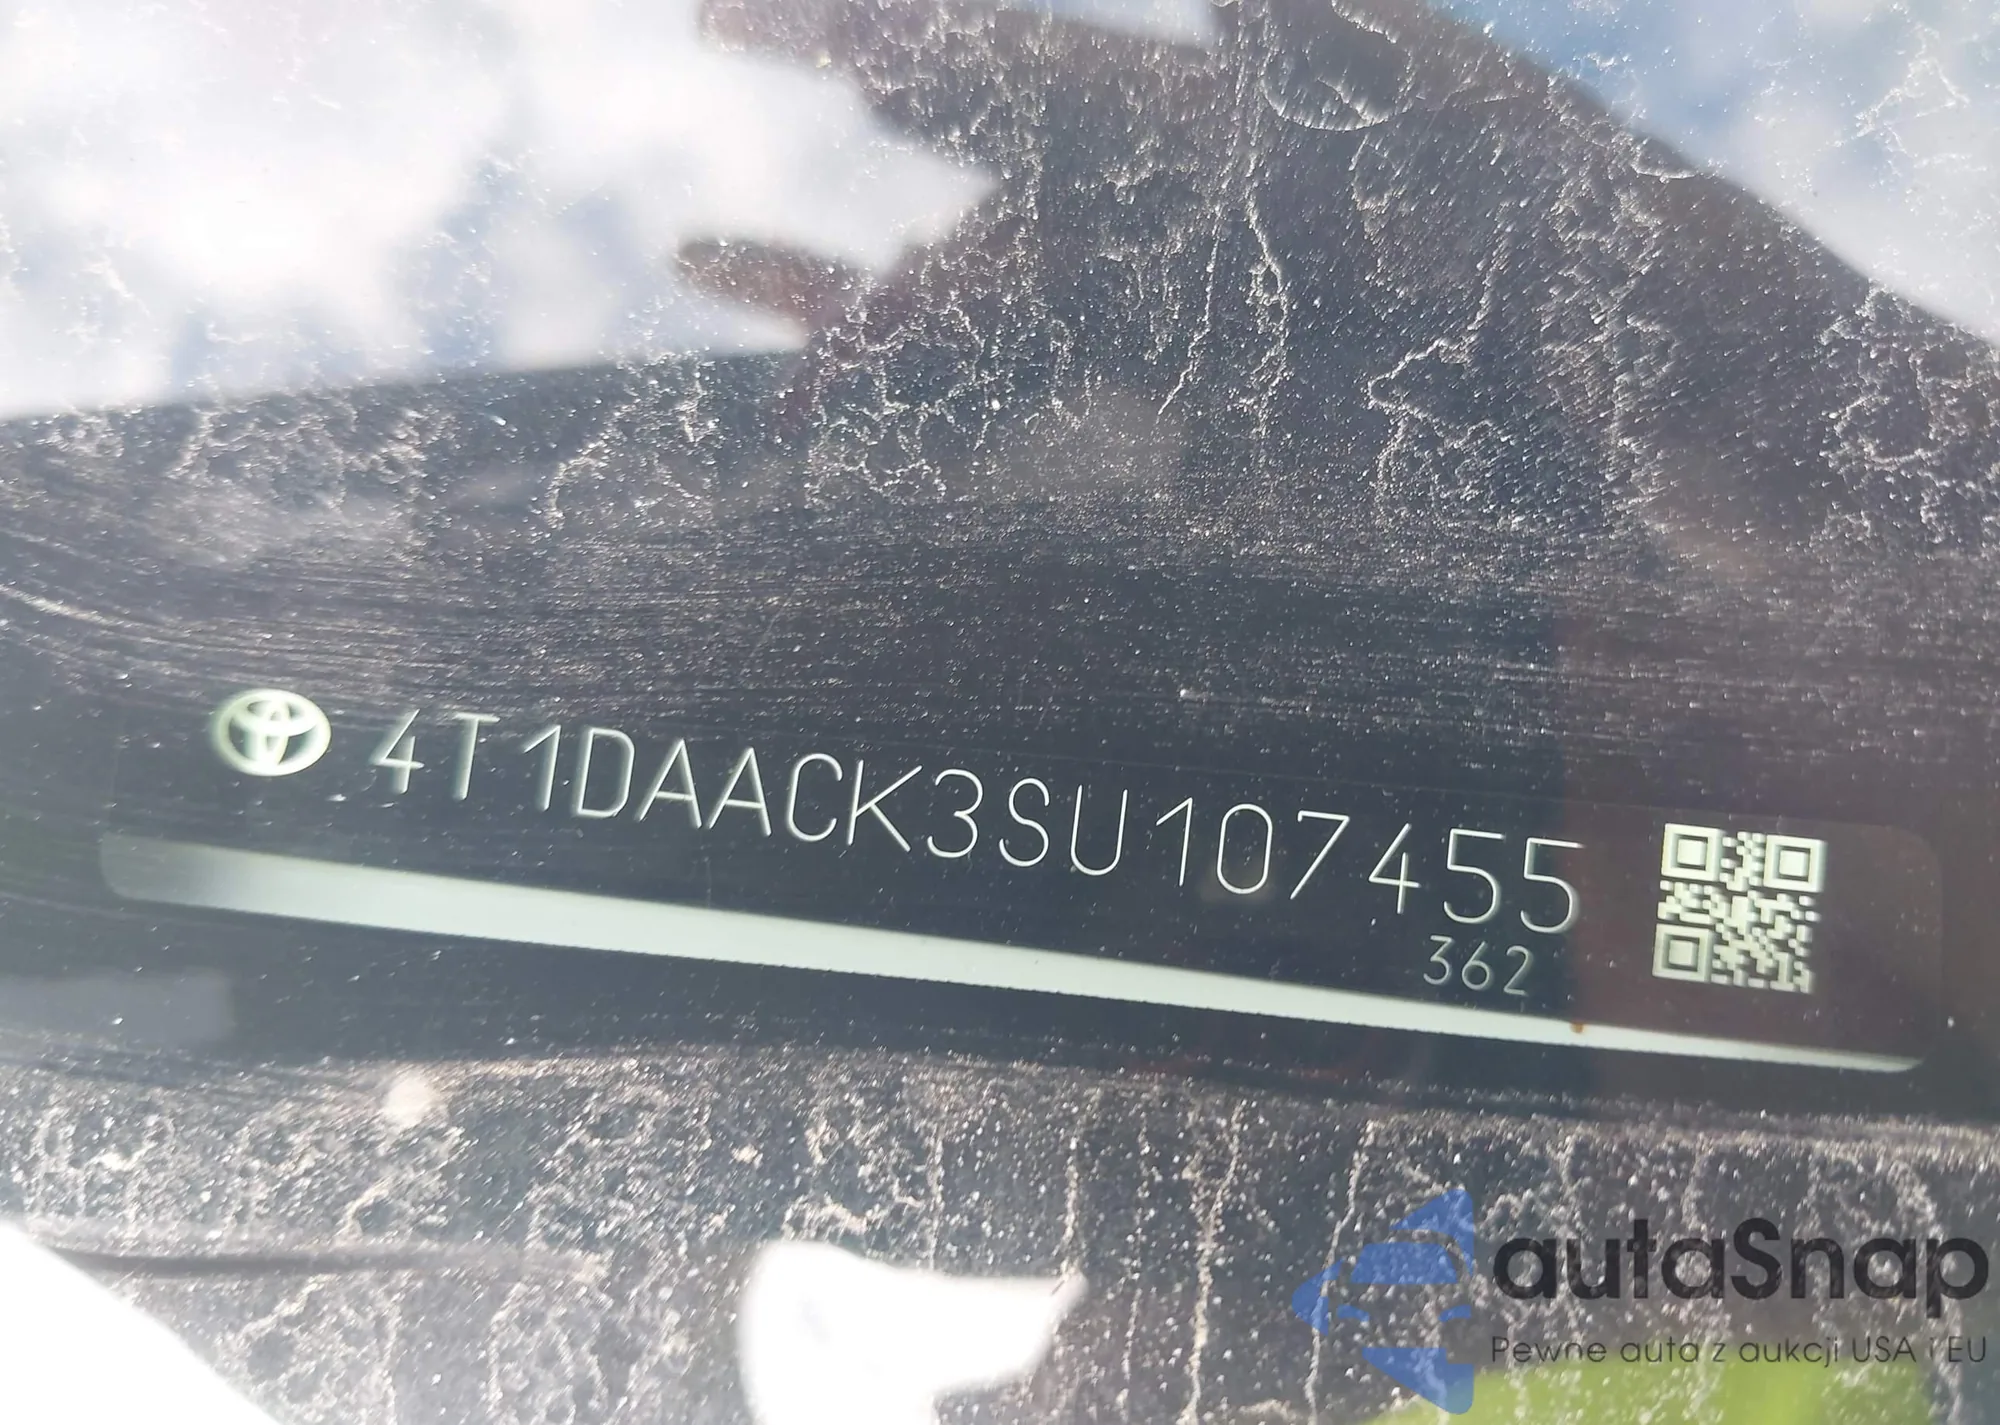 4T1DAACK3SU107455
362
autaSnap
Pewne auta z aukcji USA i EU